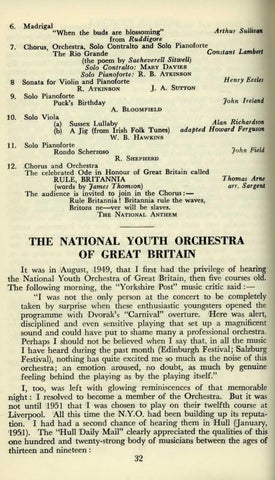 6. Madrigal
"When the buds are blossoming" Arthur Sullivan
from Ruddigore
7. Chorus, Orchestra, Solo Contralto and Solo Pianoforte
The Rio Grande Constant Lambert
(the poem by Sacheverell Sitwell)
Solo Contralto: MARY DAVIES
Solo Pianoforte: R. B. ATKINSON
8 Sonata for Violin and Pianoforte Henry Eccles
R. ATKINSON J. A. SUTTON
9. Solo Pianoforte
Puck's Birthday John Ireland
A. BLOOMFIELD
10. Solo Viola
(a) Sussex Lullaby Alan Richardson
(b) A Jig (from Irish Folk Tunes) adapted Howard Ferguson
W. B. HAWKINS
11. Solo Pianoforte
Rondo Scherzoso John Field
R. SHEPHERD
12. Chorus and Orchestra
The celebrated Ode in Honour of Great Britain called
RULE, BRITANNIA Thomas Arne
(words by James Thomson) arr. Sargent
The audience is invited to join in the Chorus:—
Rule Britannia! Britannia rule the waves,
Britons ne—ver will be slaves.
THE NATIONAL ANTHEM
THE NATIONAL YOUTH ORCHESTRA
OF GREAT BRITAIN
It was in August, 1949, that I first had the privilege of hearing
the National Youth Orchestra of Great Britain, then five courses old.
The following morning, the "Yorkshire Post" music critic said :—
"I was not the only person at the concert to be completely
taken by surprise when these enthusiastic youngsters opened the
programme with Dvorak's "Carnival" overture. Here was alert,
disciplined and even sensitive playing that set up a magnificent
sound and could have put to shame many a professional orchestra.
Perhaps I should not be believed when I say that, in all the music
I have heard during the past month (Edinburgh Festival; Salzburg
Festival), nothing has quite excited me so much as the noise of this
orchestra; an emotion aroused, no doubt, as much by genuine
feeling behind the playing as by the playing itself."
I, too, was left with glowing reminiscences of that memorable
night: I resolved to become a member of the Orchestra. But it was
not until 1951 that I was chosen to play on their twelfth course at
Liverpool. All this time the N.Y.O. had been building up its reputa-
tion. I had had a second chance of hearing them in Hull (January,
1951). The "Hull Daily Mail" clearly appreciated the qualities of this
one hundred and twenty-strong body of musicians between the ages of
thirteen and nineteen :
32